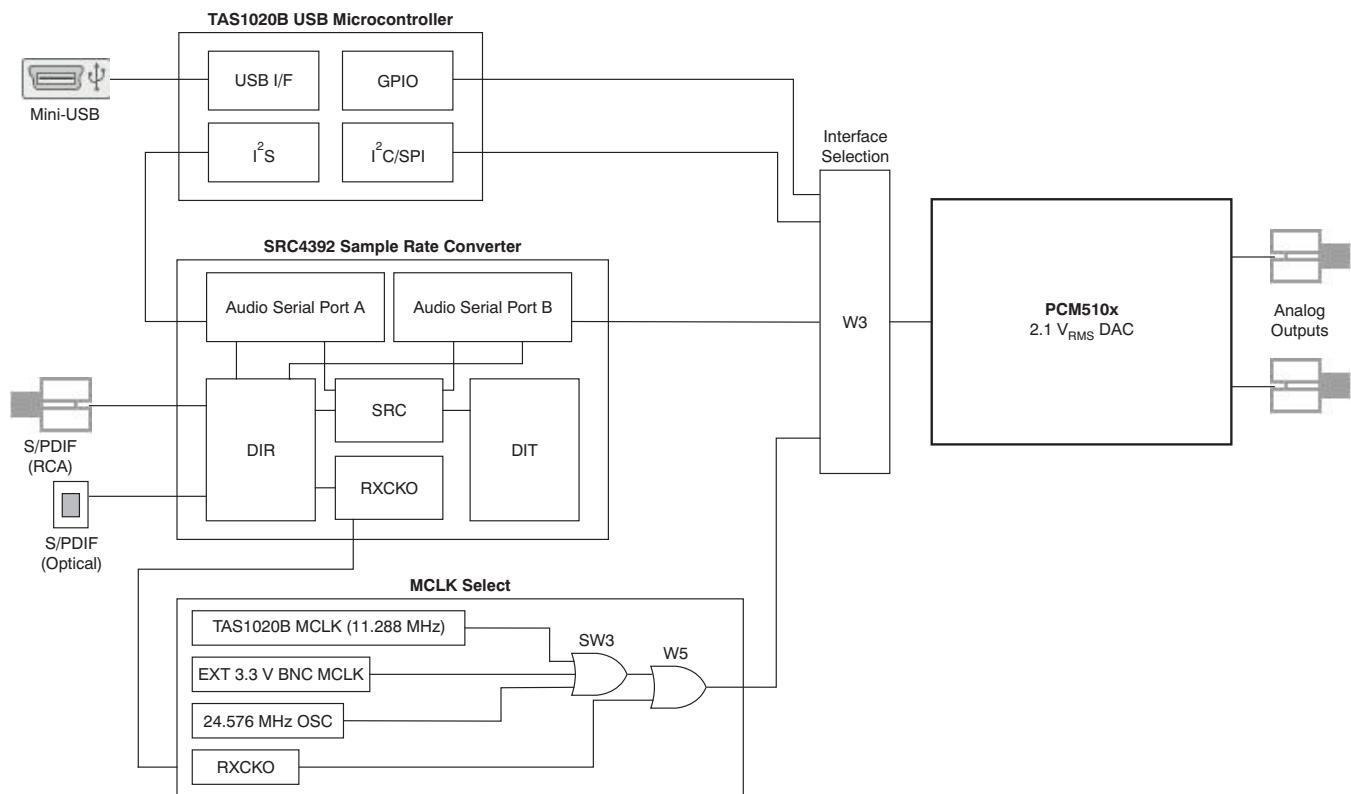 TAS1020B USB Microcontroller
USB I/F
GPIO
Mini-USB
I²S
I²C/SPI
Interface
Selection
SRC4392 Sample Rate Converter
Audio Serial Port A
Audio Serial Port B
W3
PCM510x
2.1 V_RMS DAC
Analog
Outputs
SRC
DIR
DIT
S/PDIF
(RCA)
RXCKO
S/PDIF
(Optical)
MCLK Select
TAS1020B MCLK (11.288 MHz)
SW3
W5
EXT 3.3 V BNC MCLK
24.576 MHz OSC
RXCKO